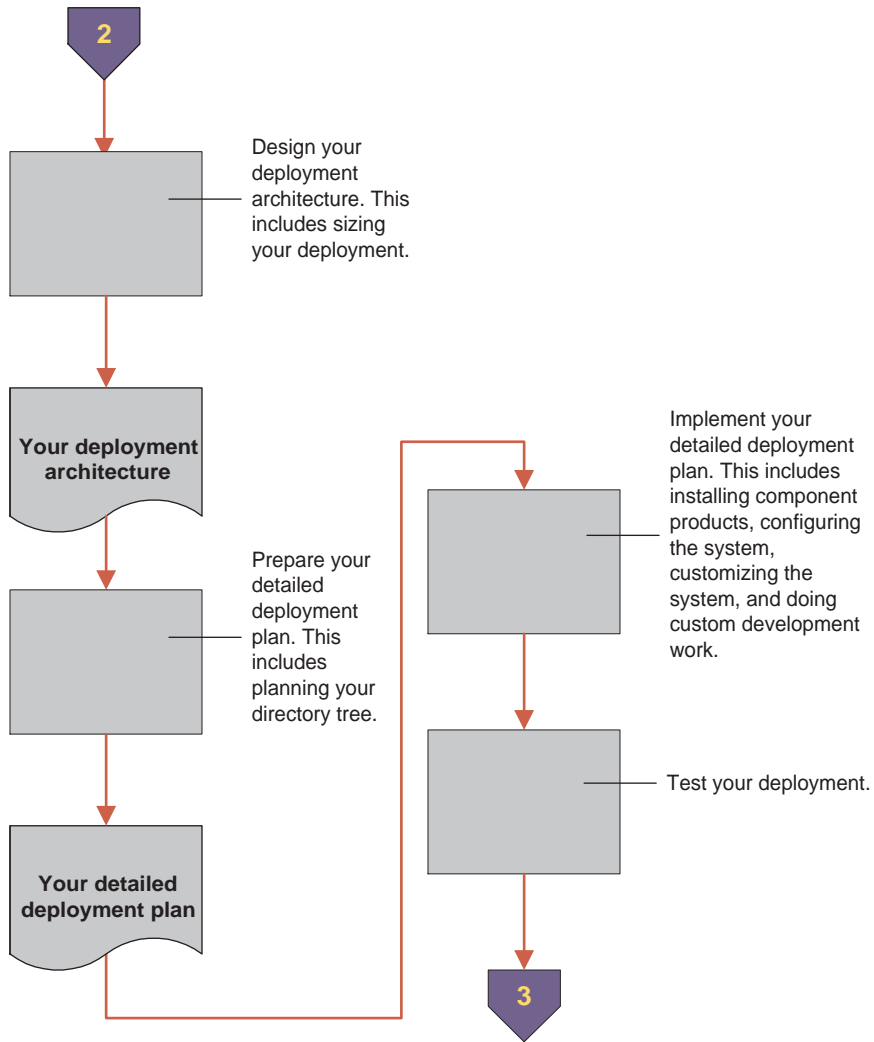 2
Design your
deployment
architecture. This
includes sizing
your deployment.
Your deployment
architecture
Prepare your
detailed
deployment
plan. This
includes
planning your
directory tree.
Your detailed
deployment plan
Implement your
detailed deployment
plan. This includes
installing component
products, configuring
the system,
customizing the
system, and doing
custom development
work.
Test your deployment.
3